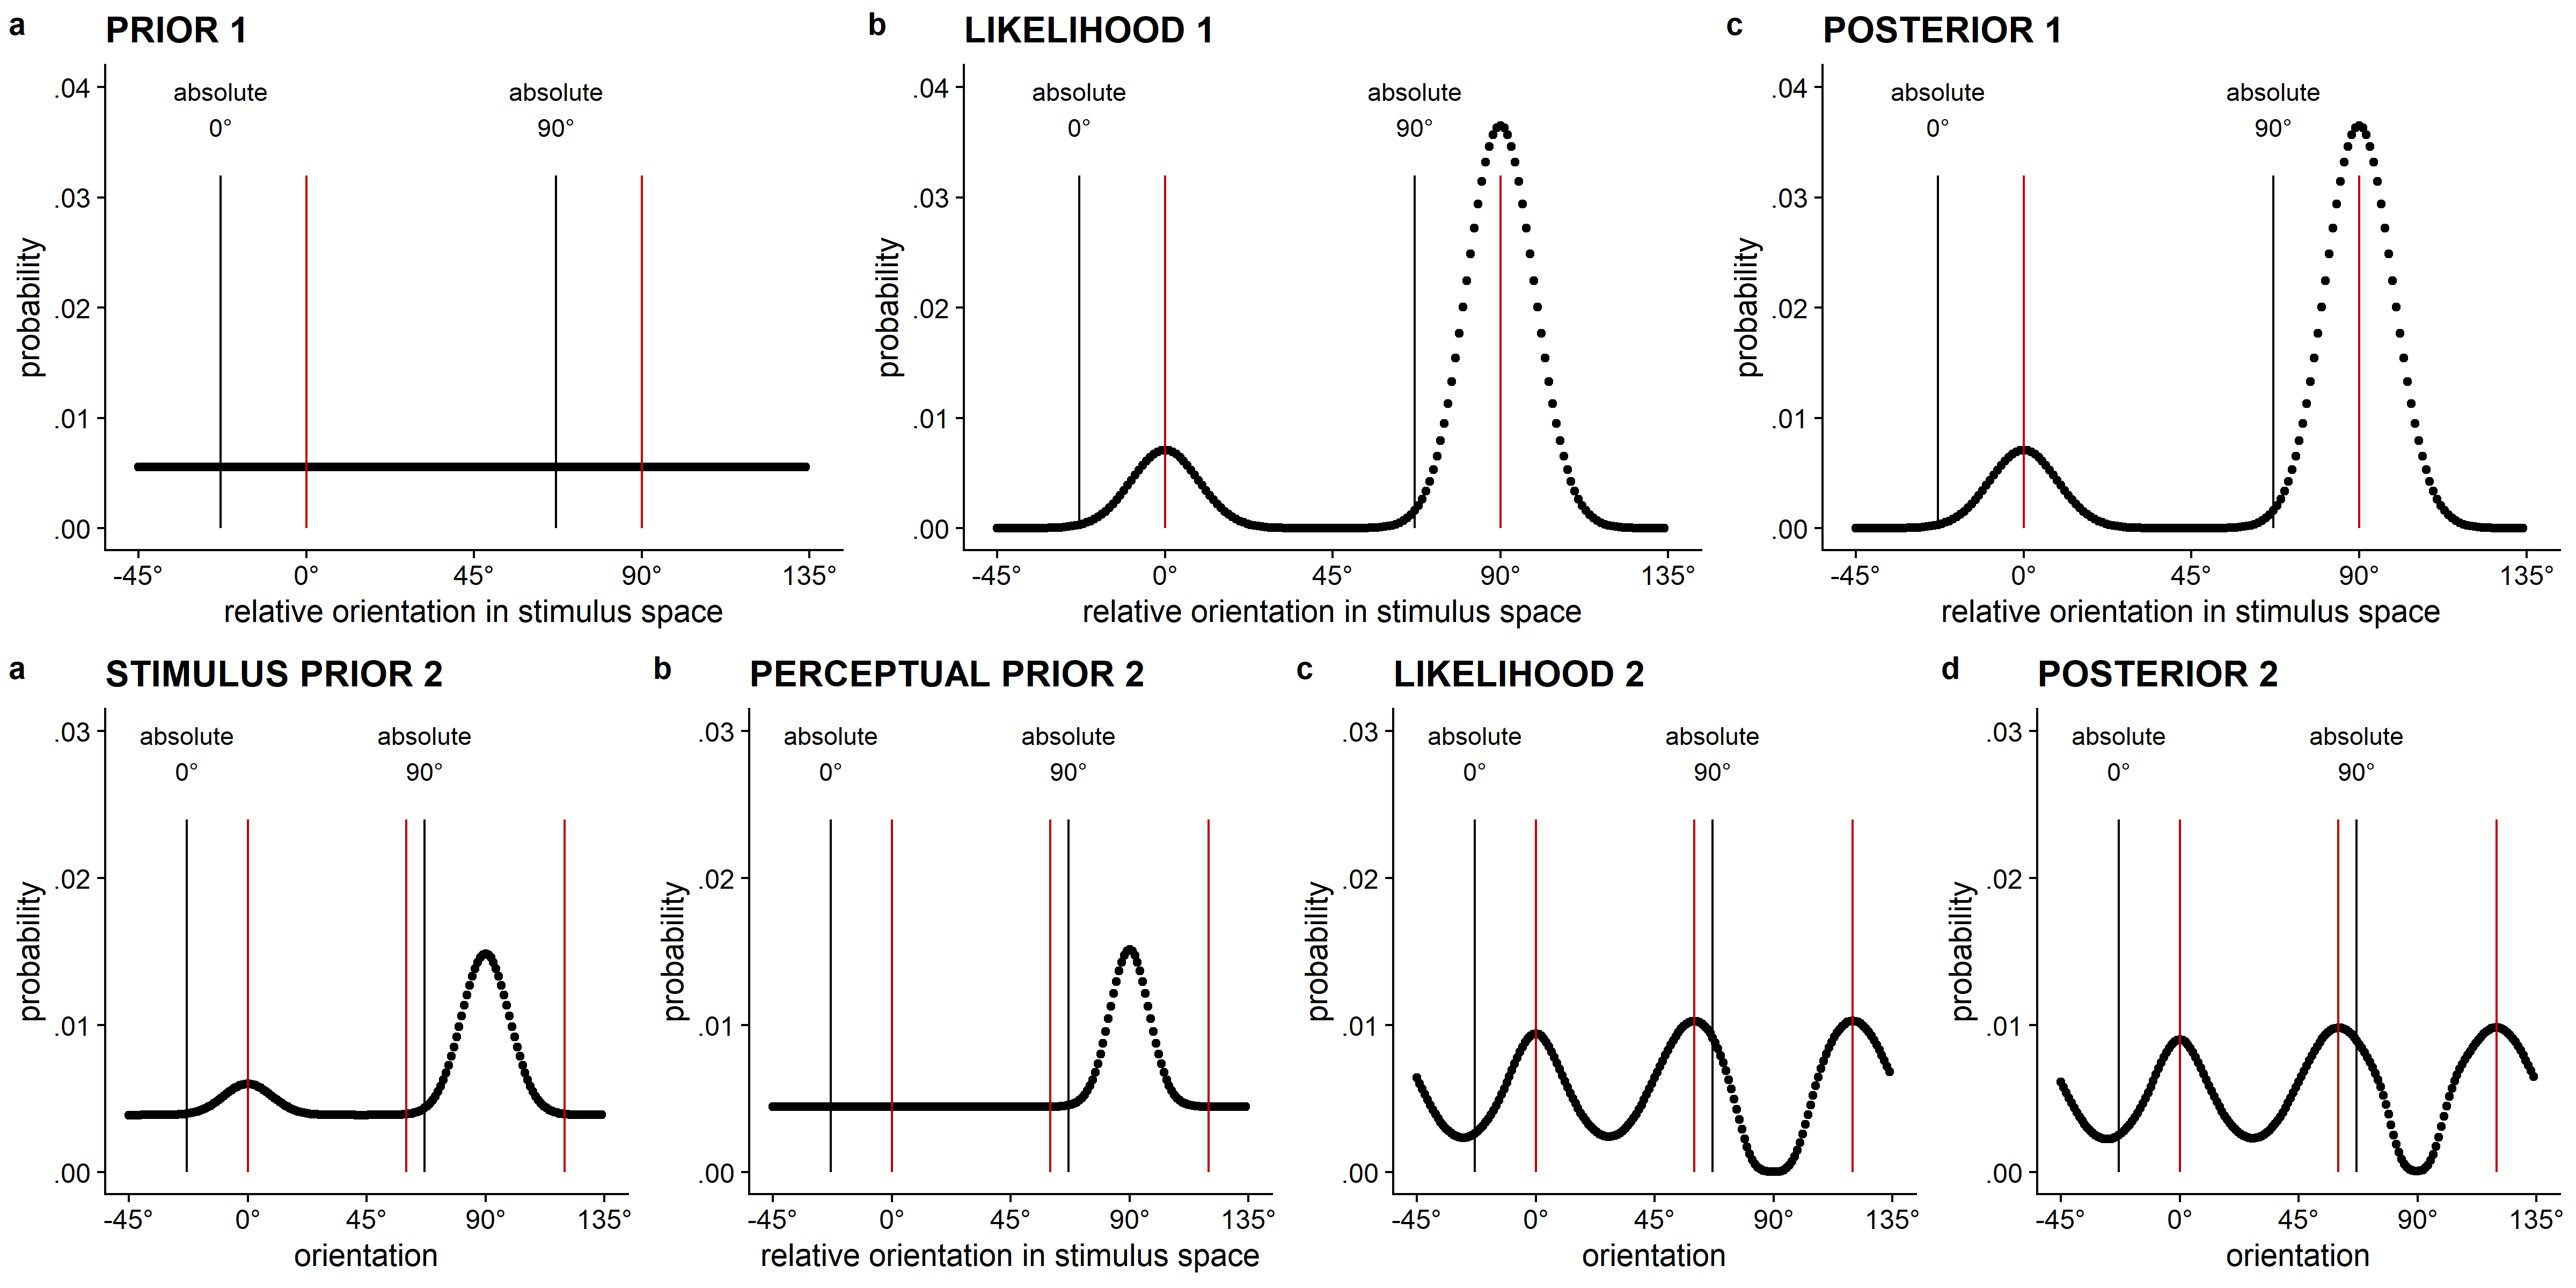 a PRIOR 1
.04
.03
.02
.01
.00
probability
absolute
0°
absolute
90°
-45° 0° 45° 90° 135°
relative orientation in stimulus space
b LIKELIHOOD 1
.04
.03
.02
.01
.00
probability
absolute
0°
absolute
90°
-45° 0° 45° 90° 135°
relative orientation in stimulus space
c POSTERIOR 1
.04
.03
.02
.01
.00
probability
absolute
0°
absolute
90°
-45° 0° 45° 90° 135°
relative orientation in stimulus space
a STIMULUS PRIOR 2
.03
.02
.01
.00
probability
absolute
0°
absolute
90°
-45° 0° 45° 90° 135°
orientation
b PERCEPTUAL PRIOR 2
.03
.02
.01
.00
probability
absolute
0°
absolute
90°
-45° 0° 45° 90° 135°
relative orientation in stimulus space
c LIKELIHOOD 2
.03
.02
.01
.00
probability
absolute
0°
absolute
90°
-45° 0° 45° 90° 135°
orientation
d POSTERIOR 2
.03
.02
.01
.00
probability
absolute
0°
absolute
90°
-45° 0° 45° 90° 135°
orientation